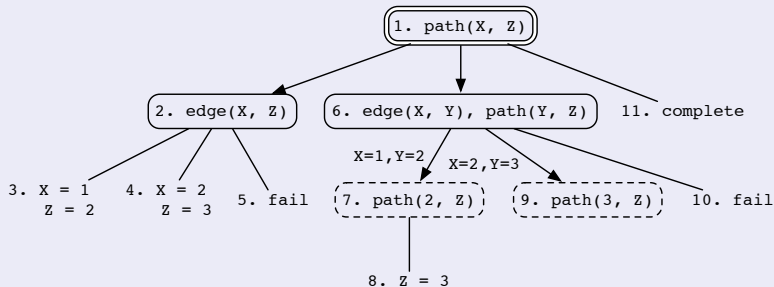 1. path(X, Z)
2. edge(X, Z)
6. edge(X, Y), path(Y, Z)
11. complete
X=1,Y=2
X=2,Y=3
3. X = 1
Z = 2
4. X = 2
Z = 3
5. fail
7. path(2, Z)
9. path(3, Z)
10. fail
8. Z = 3